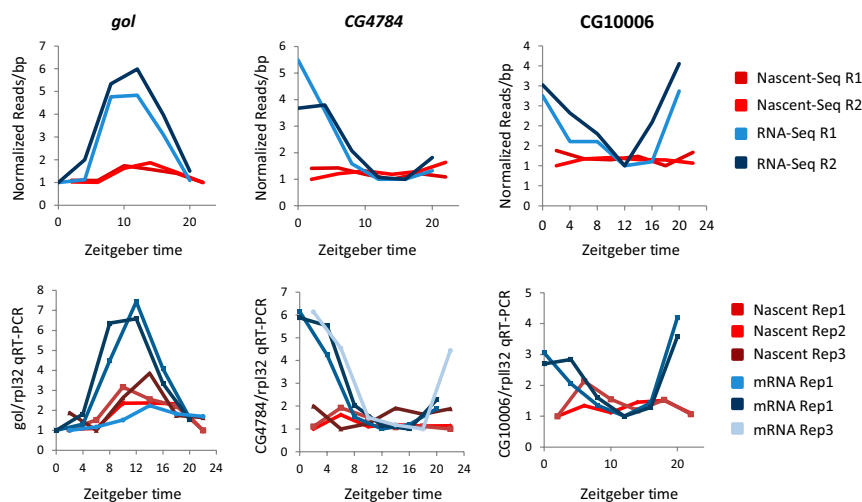 gol
CG4784
CG10006
Normalized Reads/bp
7
6
5
4
3
2
1
0
0
10
20
Zeitgeber time
Normalized Reads/bp
6
5
4
3
2
1
0
0
10
20
Zeitgeber time
Normalized Reads/bp
4
4
3
3
2
2
1
1
0
0 4 8 12 16 20 24
Zeitgeber time
Nascent-Seq R1
Nascent-Seq R2
RNA-Seq R1
RNA-Seq R2
gol/rpl32 qRT-PCR
8
7
6
5
4
3
2
1
0
0 4 8 12 16 20 24
Zeitgeber time
CG4784/rpl32 qRT-PCR
7
6
5
4
3
2
1
0
0 4 8 12 16 20 24
Zeitgeber time
CG10006/rplI32 qRT-PCR
5
4
3
2
1
0
0
10
20
Zeitgeber time
Nascent Rep1
Nascent Rep2
Nascent Rep3
mRNA Rep1
mRNA Rep1
mRNA Rep3